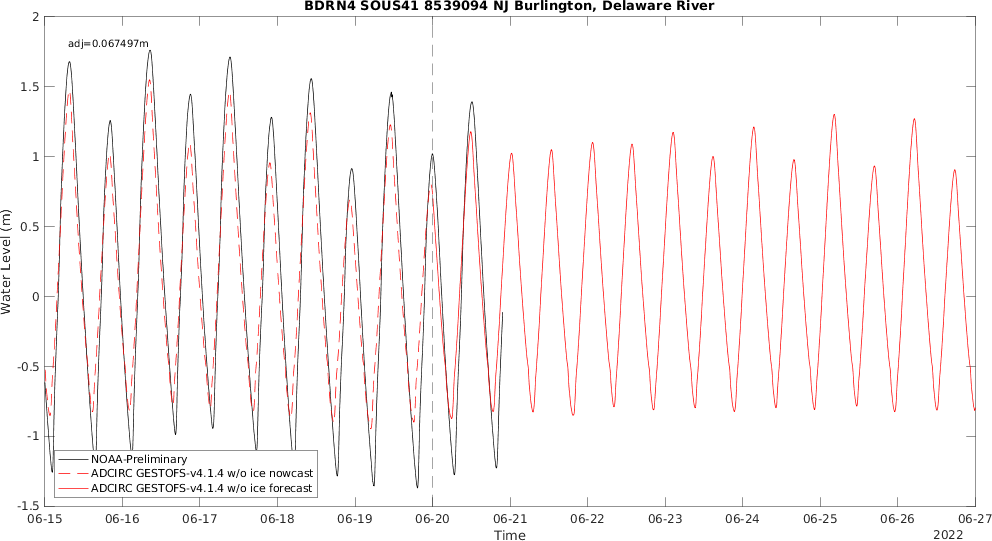 BDRN4 SOUS41 8539094 NJ Burlington, Delaware River
2
adj=0.067497m
1.5
1
0.5
0
-0.5
-1
-1.5
Water Level (m)
NOAA-Preliminary
ADCIRC GESTOFS-v4.1.4 w/o ice nowcast
ADCIRC GESTOFS-v4.1.4 w/o ice forecast
06-15 06-16 06-17 06-18 06-19 06-20 06-21 06-22 06-23 06-24 06-25 06-26 06-27
Time
2022